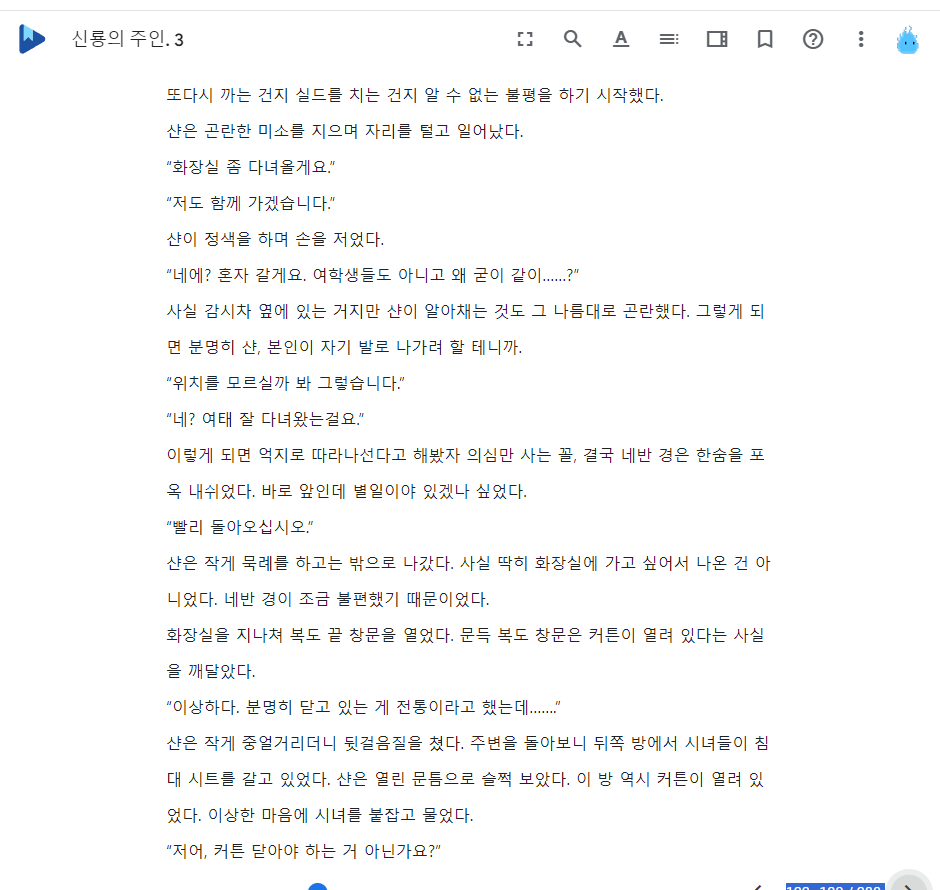 신룡의 주인. 3
또다시 까는 건지 실드를 치는 건지 알 수 없는 불평을 하기 시작했다.
샨은 곤란한 미소를 지으며 자리를 털고 일어났다.
“화장실 좀 다녀올게요.”
“저도 함께 가겠습니다.”
샨이 정색을 하며 손을 저었다.
“네에? 혼자 갈게요. 여학생들도 아니고 왜 굳이 같이……?”
사실 감시차 옆에 있는 거지만 샨이 알아채는 것도 그 나름대로 곤란했다. 그렇게 되
면 분명히 샨, 본인이 자기 발로 나가려 할 테니까.
“위치를 모르실까 봐 그렇습니다.”
“네? 여태 잘 다녀왔는걸요.”
이렇게 되면 억지로 따라나선다고 해봤자 의심만 사는 꼴, 결국 네반 경은 한숨을 포
옥 내쉬었다. 바로 앞인데 별일이야 있겠나 싶었다.
“빨리 돌아오십시오.”
샨은 작게 묵례를 하고는 밖으로 나갔다. 사실 딱히 화장실에 가고 싶어서 나온 건 아
니었다. 네반 경이 조금 불편했기 때문이었다.
화장실을 지나쳐 복도 끝 창문을 열었다. 문득 복도 창문은 커튼이 열려 있다는 사실
을 깨달았다.
“이상하다. 분명히 닫고 있는 게 전통이라고 했는데…….”
샨은 작게 중얼거리더니 뒷걸음질을 쳤다. 주변을 돌아보니 뒤쪽 방에서 시녀들이 침
대 시트를 갈고 있었다. 샨은 열린 문틈으로 슬쩍 보았다. 이 방 역시 커튼이 열려 있
었다. 이상한 마음에 시녀를 붙잡고 물었다.
“저어, 커튼 닫아야 하는 거 아닌가요?”